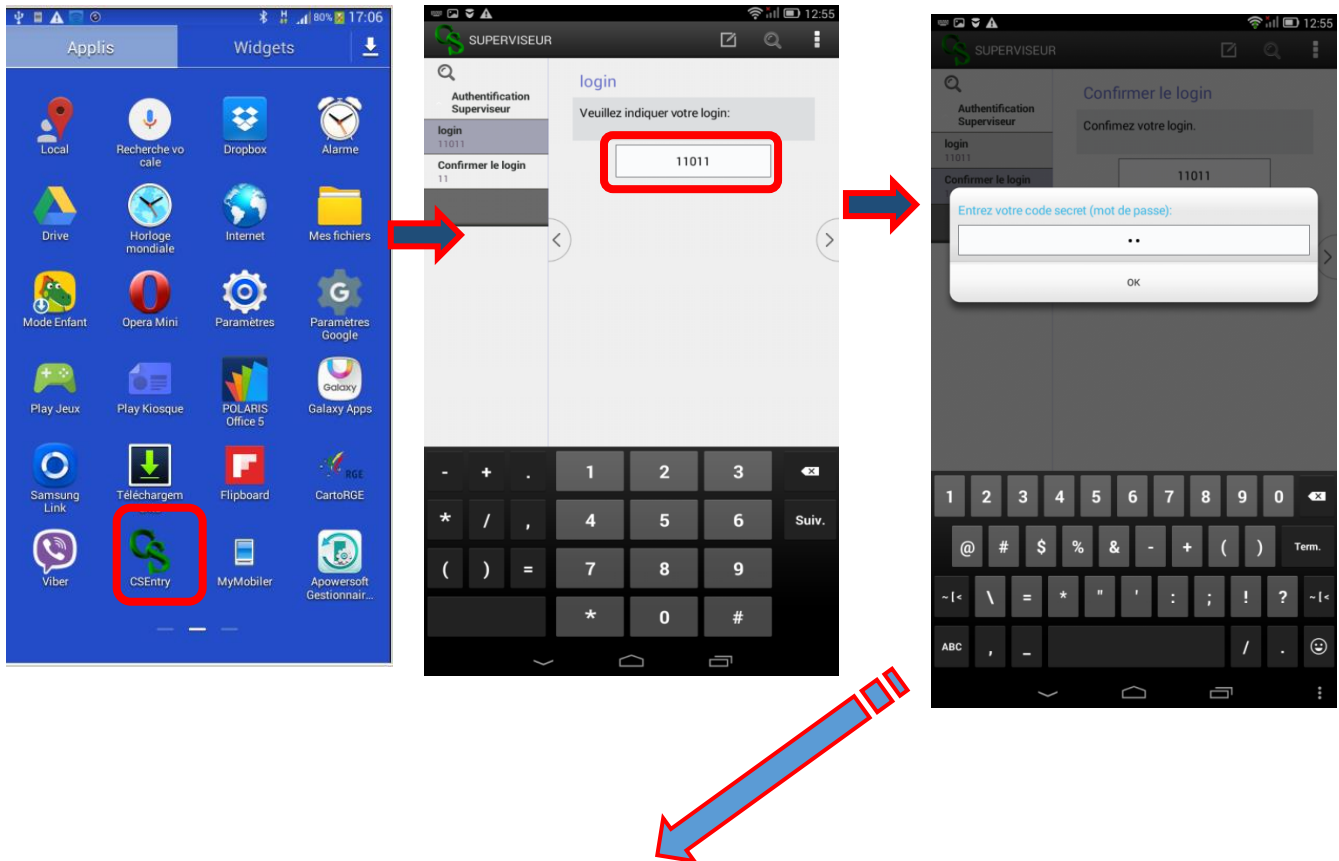 80% 17:06
Applis Widgets
Local Recherche vo Dropbox Alarme
cale
Drive Horloge Internet Mes fichiers
mondiale
Mode Enfant Opera Mini Paramètres Paramètres
Google
Play Jeux Play Kiosque POLARIS Galaxy Apps
Office 5
Samsung Téléchargem Flipboard CartoRGE
Link
Viber CSEntry MyMobiler Apowersoft
Gestionnair...
12:55
SUPERVISEUR
Authentification
Superviseur
login
11011
Confirmer le login
11
login
Veuillez indiquer votre login:
11011
- + . 1 2 3
* / , 4 5 6 Suiv.
( ) = 7 8 9
* 0 #
12:55
SUPERVISEUR
Authentification
Superviseur
login
11011
Confirmer le login
Confirmer le login
Confimez votre login.
11011
Entrez votre code secret (mot de passe):
••
OK
1 2 3 4 5 6 7 8 9 0
@ # $ % & - + ( ) Term.
~[< \ = * " ' : ; ! ? ~[<
ABC , _ / .